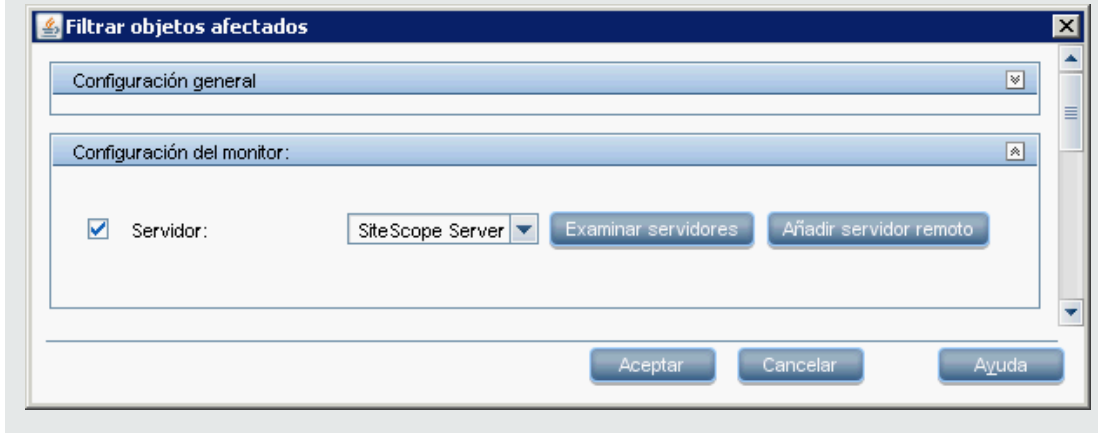 Filtrar objetos afectados
Configuración general
Configuración del monitor:
Servidor: SiteScope Server Examinar servidores Añadir servidor remoto
Aceptar Cancelar Ayuda